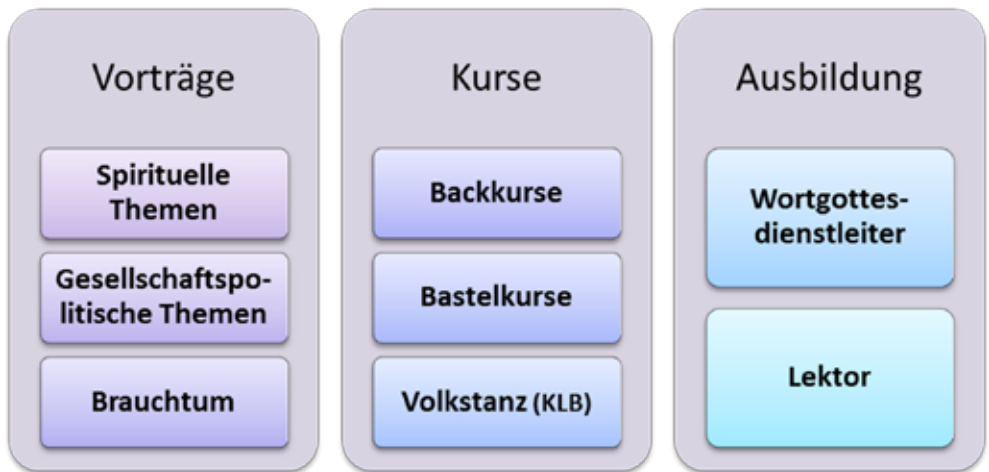 Vorträge
Spirituelle
Themen
Gesellschaftspo-
litische Themen
Brauchtum
Kurse
Backkurse
Bastelkurse
Volkstanz (KLB)
Ausbildung
Wortgottes-
dienstleiter
Lektor